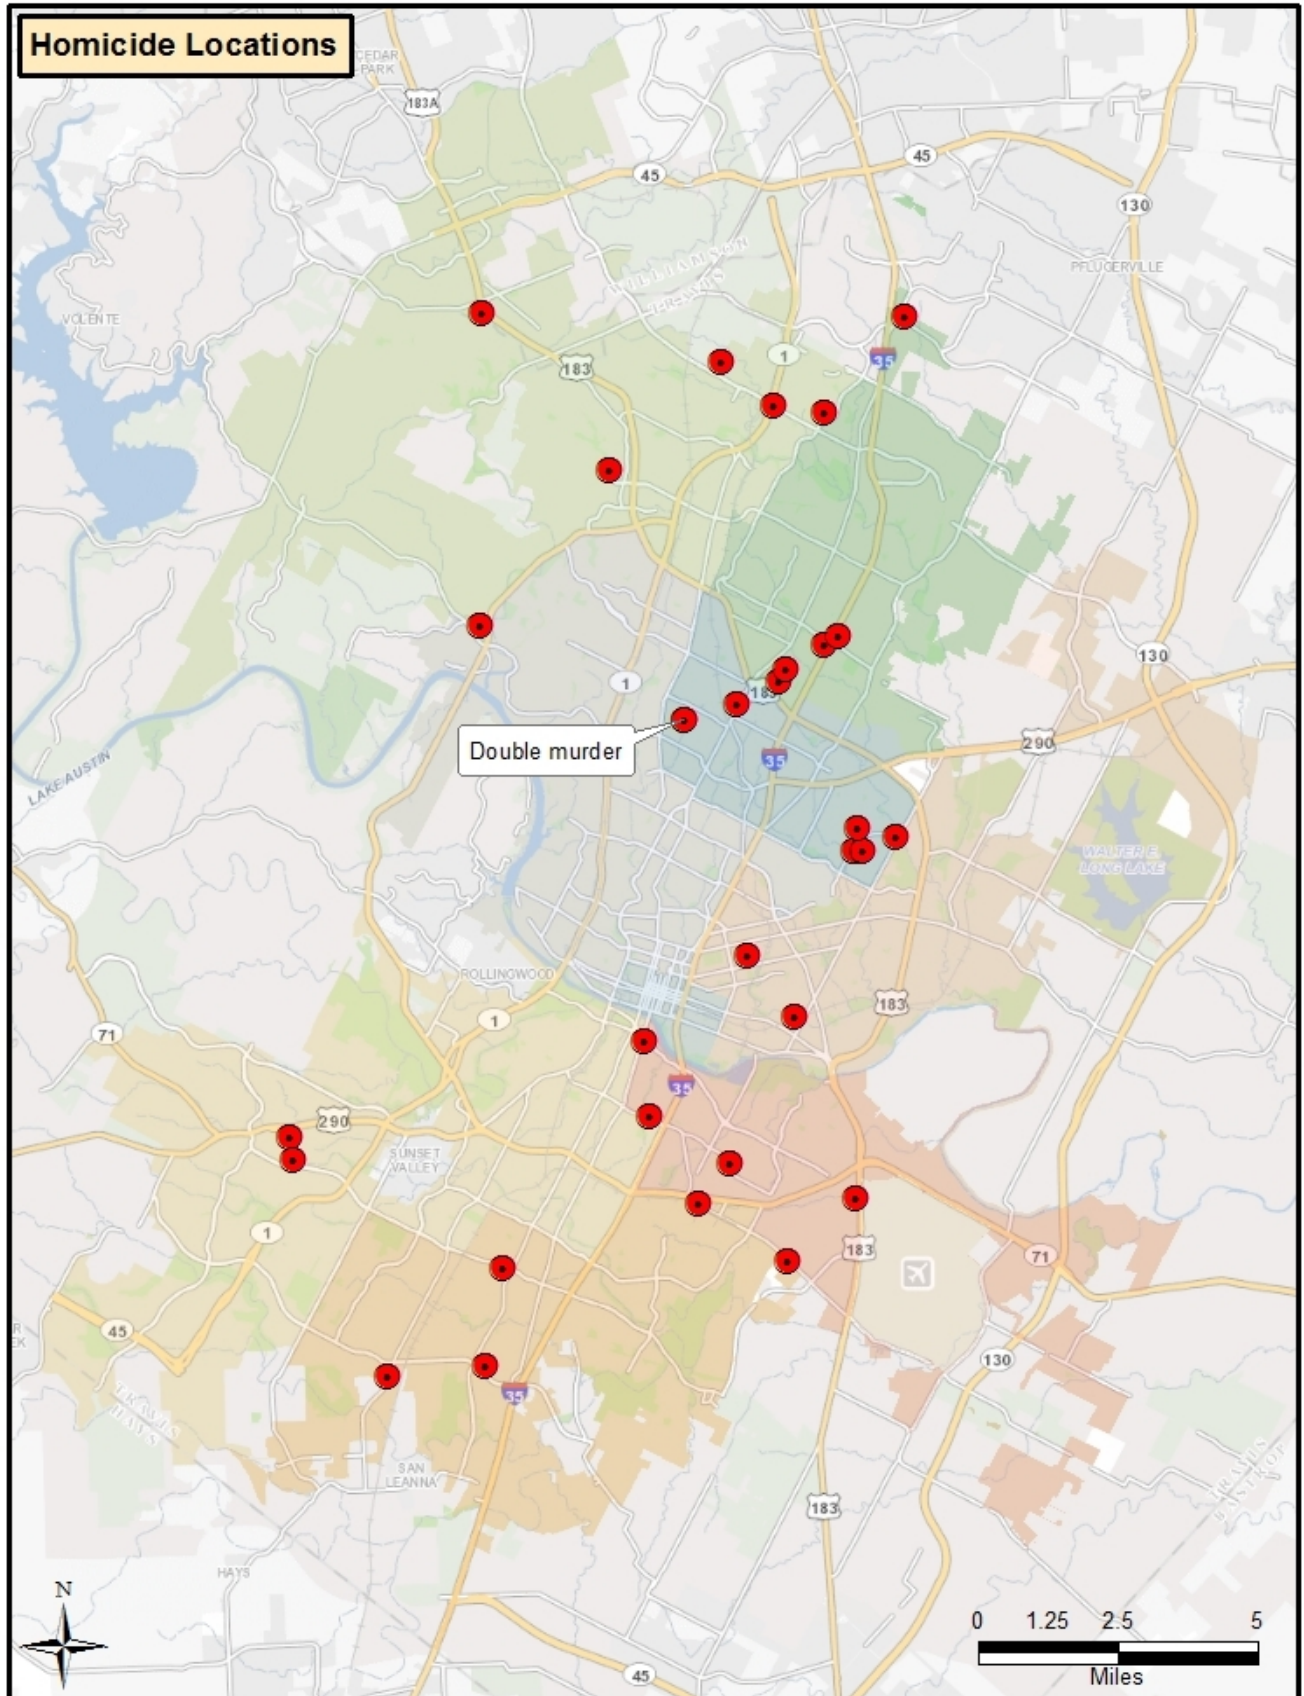 Homicide Locations
CEDAR
PARK
183A
45
45
130
PFLUGERVILLE
WILLIAMSON
TRAVIS
VOLENTE
1
35
183
130
1
183
290
Double murder
35
LAKE AUSTIN
WALTER E.
LONG LAKE
ROLLINGWOOD
183
1
71
35
290
SUNSET
VALLEY
1
183
71
45
130
TRAVIS
HAYS
35
SAN
LEANNA
TRAVIS
BASTROP
183
HAYS
N
0 1.25 2.5 5
Miles
45